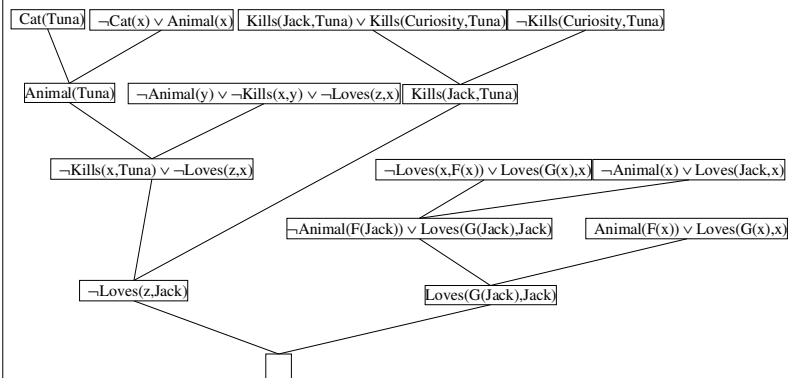 Cat(Tuna) ¬Cat(x) ∨ Animal(x) Kills(Jack,Tuna) ∨ Kills(Curiosity,Tuna) ¬Kills(Curiosity,Tuna)
Animal(Tuna) ¬Animal(y) ∨ ¬Kills(x,y) ∨ ¬Loves(z,x) Kills(Jack,Tuna)
¬Kills(x,Tuna) ∨ ¬Loves(z,x) ¬Loves(x,F(x)) ∨ Loves(G(x),x) ¬Animal(x) ∨ Loves(Jack,x)
¬Animal(F(Jack)) ∨ Loves(G(Jack),Jack) Animal(F(x)) ∨ Loves(G(x),x)
¬Loves(z,Jack) Loves(G(Jack),Jack)